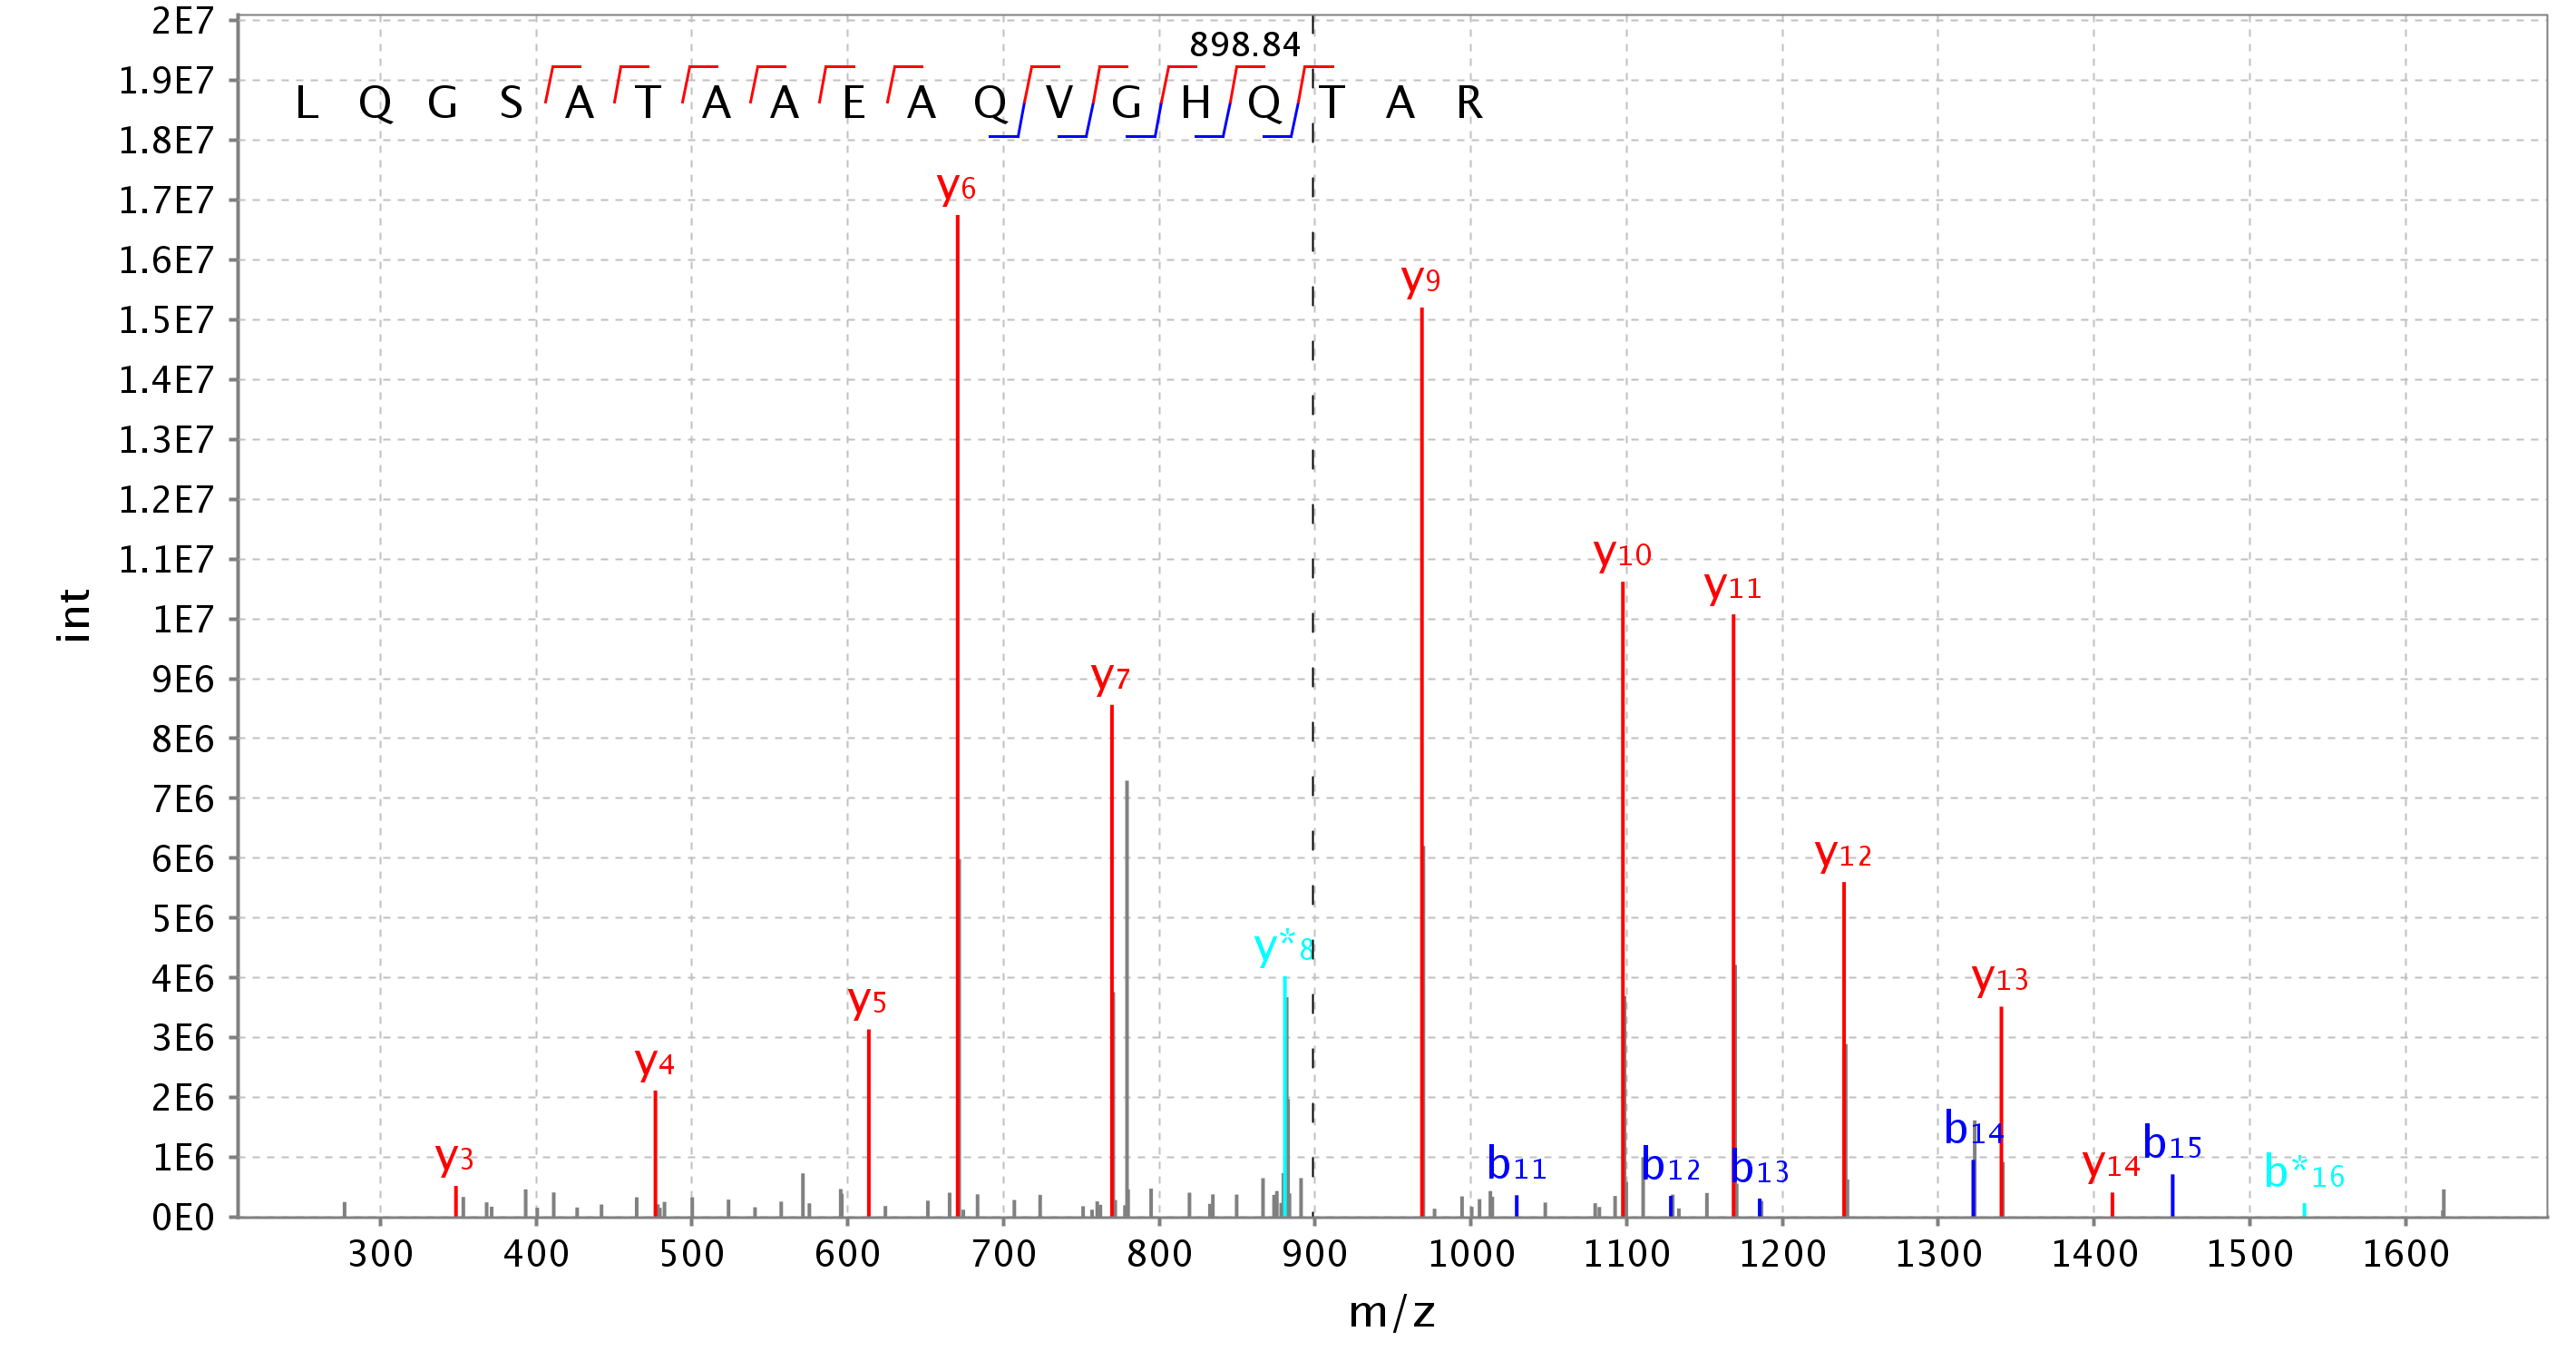 898.84
L Q G S A T A A E A Q V G H Q T A R
2E7
1.9E7
1.8E7
1.7E7
1.6E7
1.5E7
1.4E7
1.3E7
1.2E7
1.1E7
1E7
9E6
8E6
7E6
6E6
5E6
4E6
3E6
2E6
1E6
0E0
int
y3
y4
y5
y6
y7
y*8
y9
y10
b11
y11
b12
b13
y12
b14
y13
y14
b15
b*16
300 400 500 600 700 800 900 1000 1100 1200 1300 1400 1500 1600
m/z